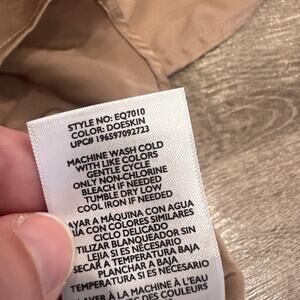 STYLE NO: EQ7010
COLOR: DOESKIN
UPC# 196597092723
MACHINE WASH COLD
WITH LIKE COLORS
GENTLE CYCLE
ONLY NON-CHLORINE
BLEACH IF NEEDED
TUMBLE DRY LOW
COOL IRON IF NEEDED
AVAR A MÁQUINA CON AGUA
IA CON COLORES SIMILARES
CICLO DELICADO
UTILIZAR BLANQUEADOR SIN
LEJIA SI ES NECESARIO
SECAR A TEMPERATURA BAJA
PLANCHAR A BAJA
TEMPERATURA SI ES NECESARIO
LAVER À LA MACHINE À L'EAU
DES COULEURS